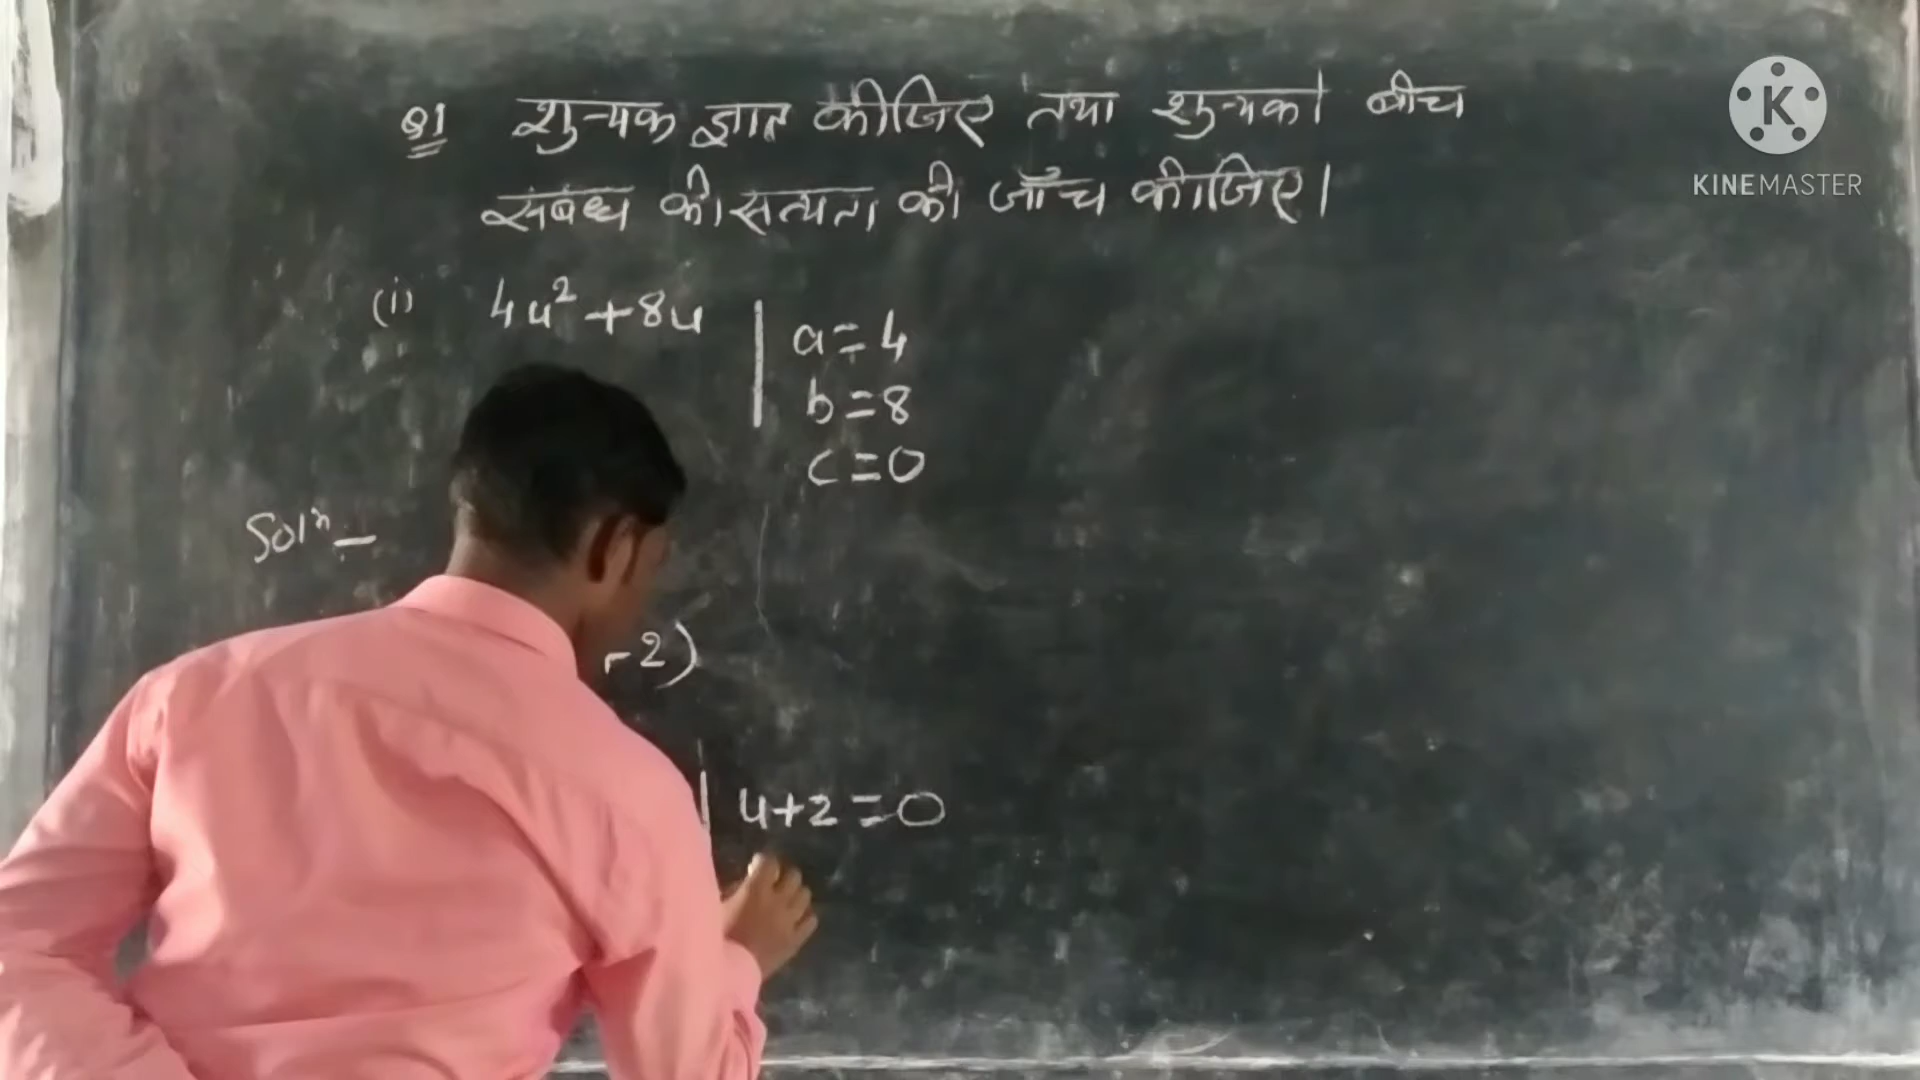 Q1 शुन्यक ज्ञात कीजिए तथा शुन्यकों बीच
संबंध की सत्यता की जाँच कीजिए।
(i) 4u²+8u
a=4
b=8
c=0
Solⁿ—
2)
u+2=0
KINEMASTER